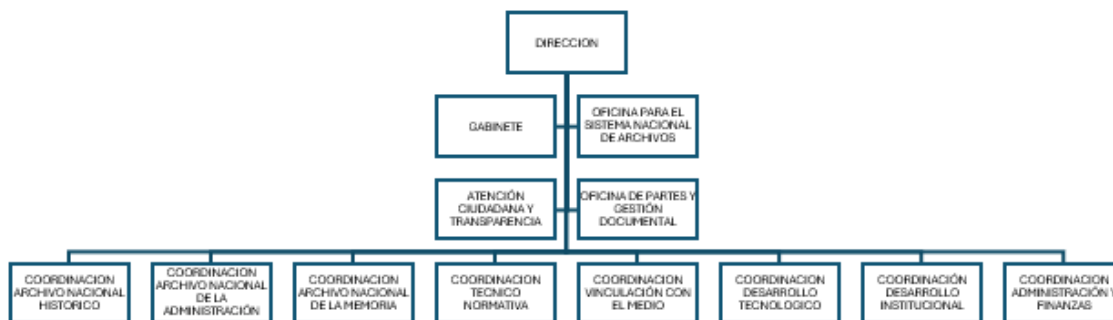 DIRECCION
GABINETE
OFICINA PARA EL
SISTEMA NACIONAL
DE ARCHIVOS
ATENCIÓN
CIUDADANA Y
TRANSPARENCIA
OFICINA DE PARTES Y
GESTIÓN
DOCUMENTAL
COORDINACION
ARCHIVO NACIONAL
HISTORICO
COORDINACION
ARCHIVO NACIONAL
DE LA
ADMINISTRACIÓN
COORDINACION
ARCHIVO NACIONAL
DE LA MEMORIA
COORDINACION
TECNICO
NORMATIVA
COORDINACION
VINCULACIÓN CON
EL MEDIO
COORDINACION
DESARROLLO
TECNOLOGICO
COORDINACIÓN
DESARROLLO
INSTITUCIONAL
COORDINACION
ADMINISTRACIÓN Y
FINANZAS